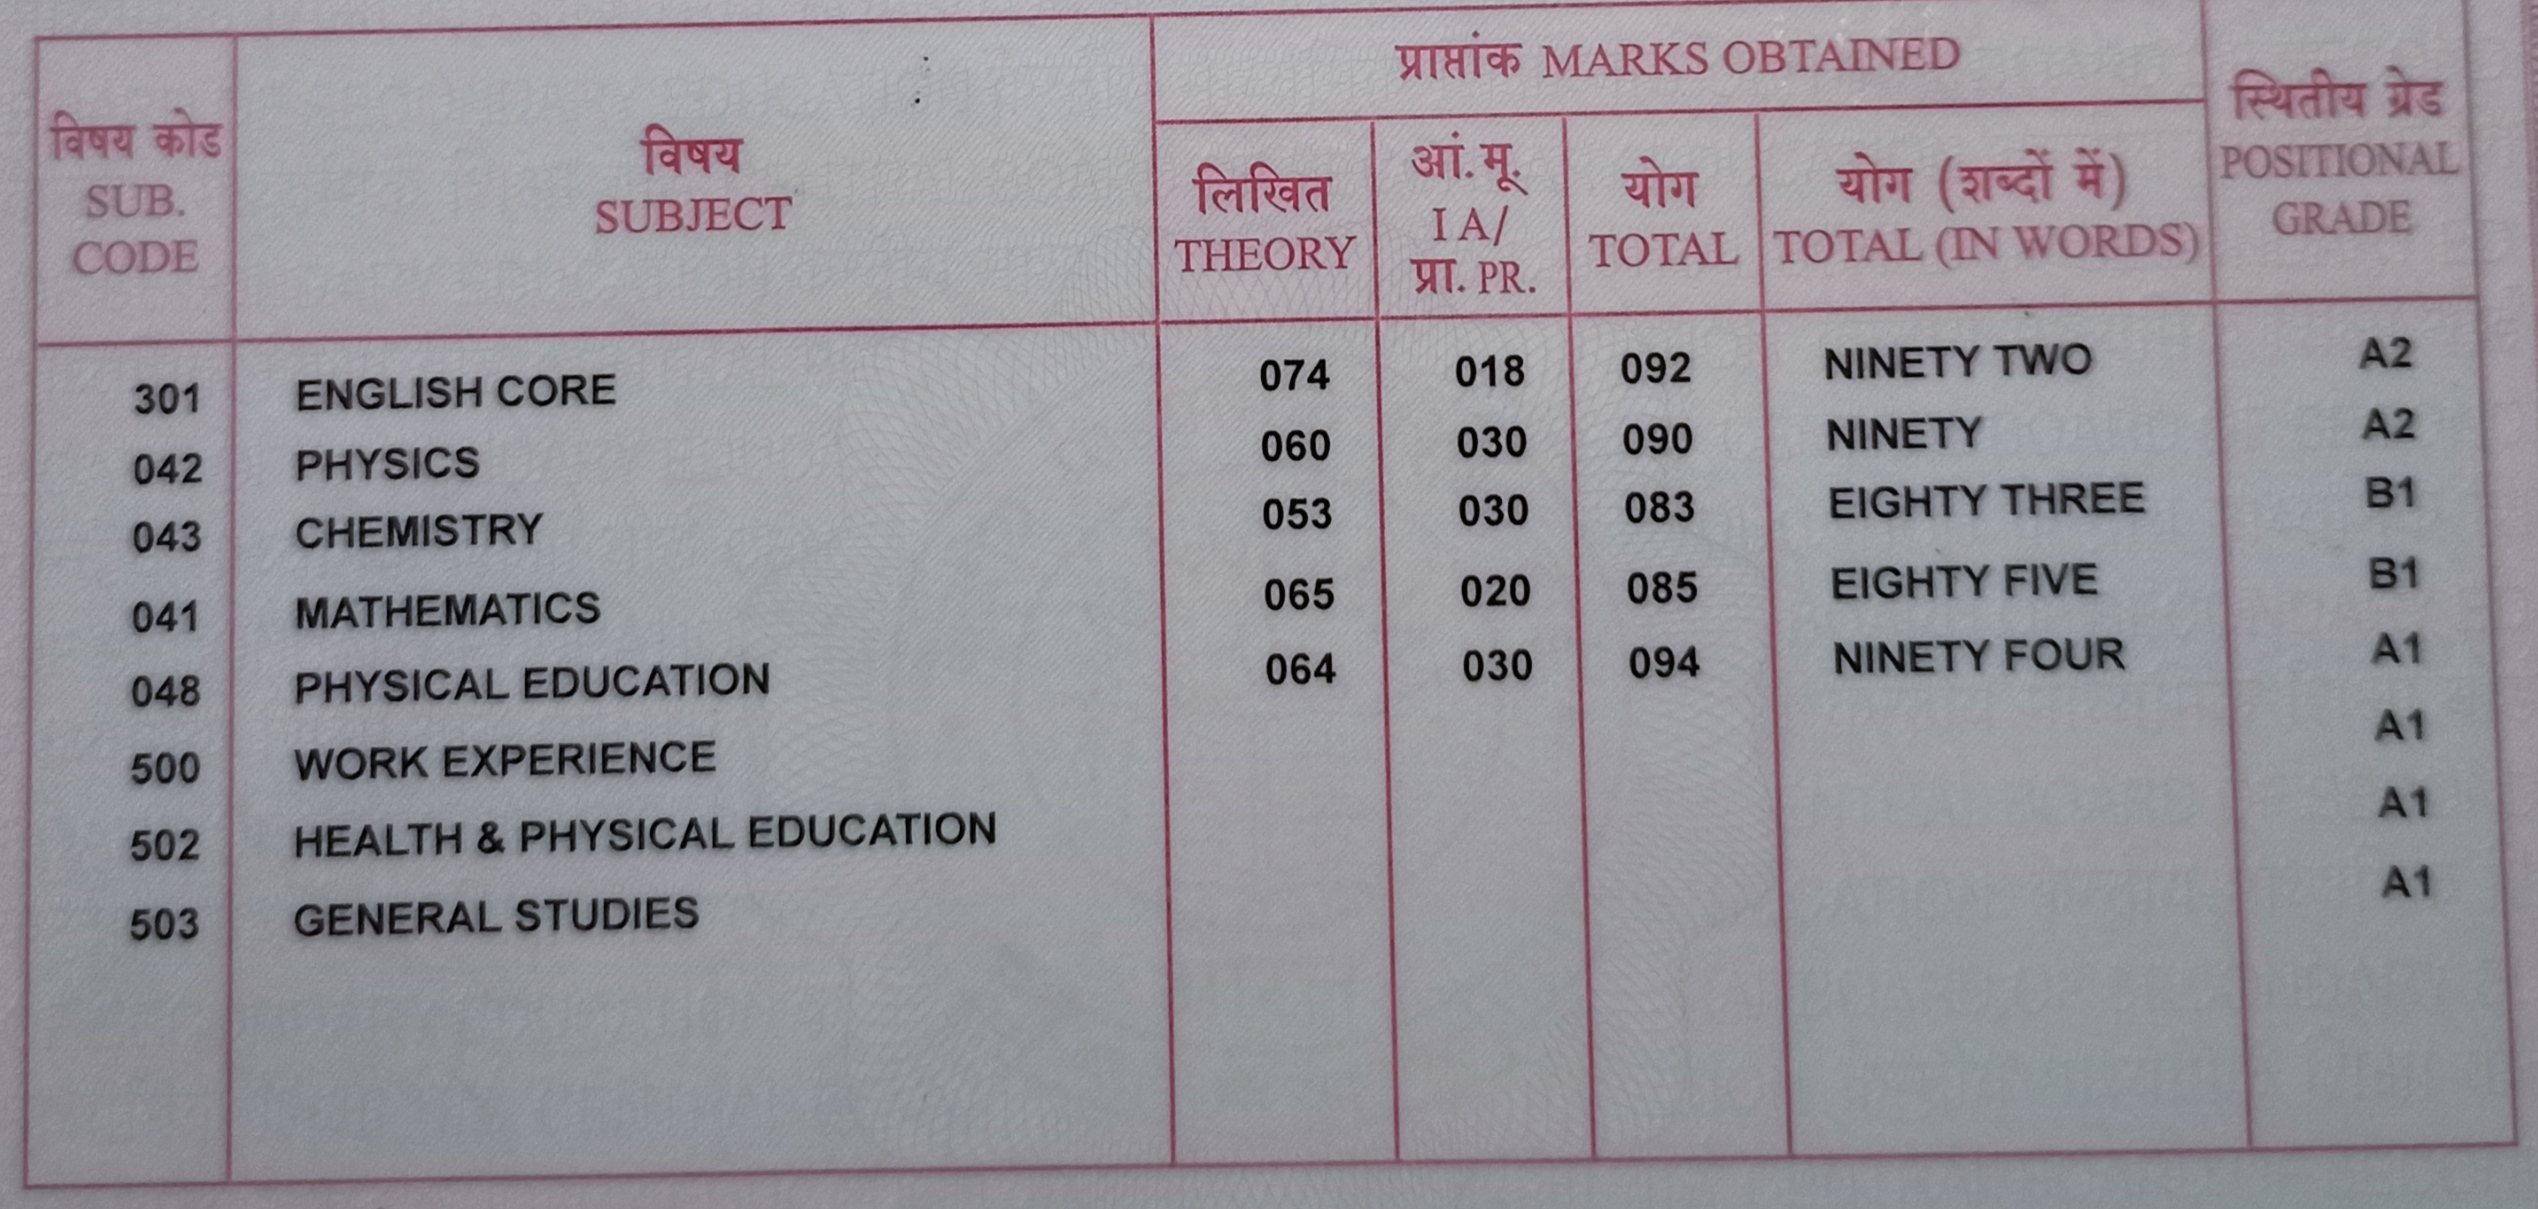 विषय कोड SUB. CODE विषय SUBJECT प्राप्तांक MARKS OBTAINED स्थितीय ग्रेड POSITIONAL GRADE
लिखित THEORY आं.मू. I A/ प्रा. PR. योग TOTAL योग (शब्दों में) TOTAL (IN WORDS)
301 ENGLISH CORE 074 018 092 NINETY TWO A2
042 PHYSICS 060 030 090 NINETY A2
043 CHEMISTRY 053 030 083 EIGHTY THREE B1
041 MATHEMATICS 065 020 085 EIGHTY FIVE B1
048 PHYSICAL EDUCATION 064 030 094 NINETY FOUR A1
500 WORK EXPERIENCE A1
502 HEALTH & PHYSICAL EDUCATION A1
503 GENERAL STUDIES A1